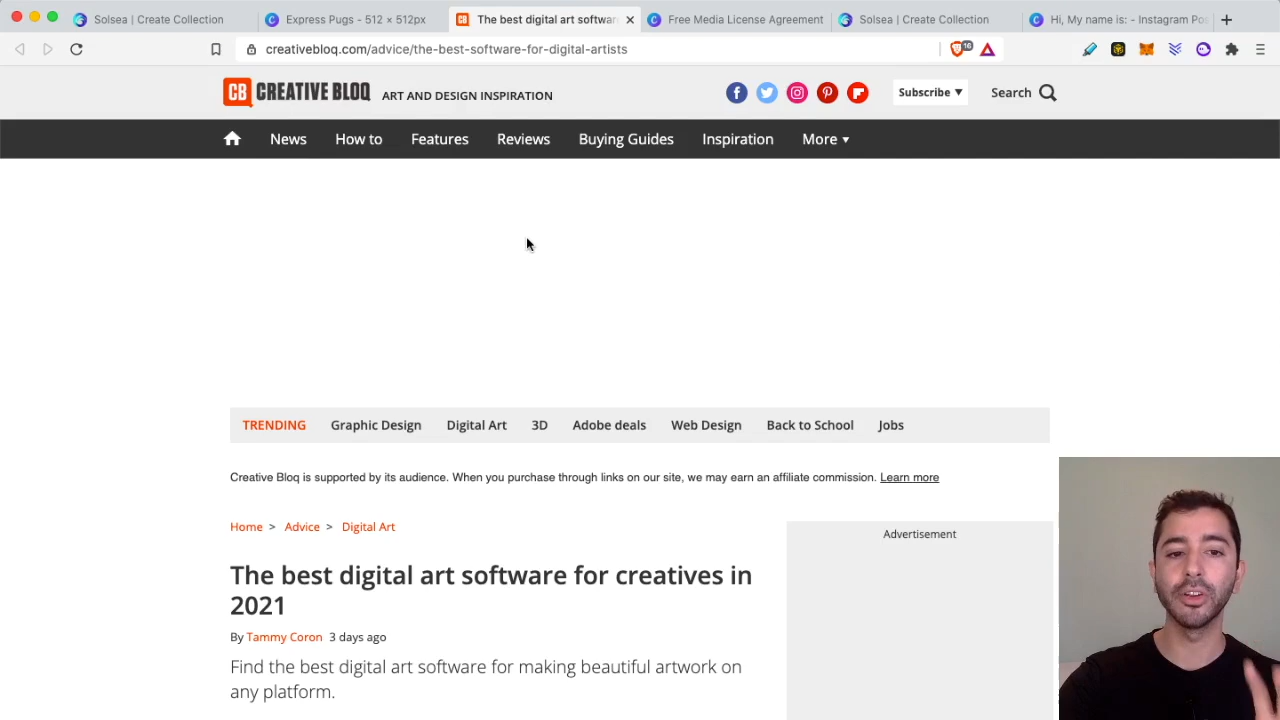 Solsea | Create Collection
Express Pugs - 512 × 512px
The best digital art softwar
Free Media License Agreement
Solsea | Create Collection
Hi, My name is: - Instagram Pos
creativebloq.com/advice/the-best-software-for-digital-artists
16
CB CREATIVE BLOQ ART AND DESIGN INSPIRATION
Subscribe
Search
News How to Features Reviews Buying Guides Inspiration More
TRENDING Graphic Design Digital Art 3D Adobe deals Web Design Back to School Jobs
Creative Bloq is supported by its audience. When you purchase through links on our site, we may earn an affiliate commission. Learn more
Home > Advice > Digital Art
Advertisement
The best digital art software for creatives in
2021
By Tammy Coron 3 days ago
Find the best digital art software for making beautiful artwork on
any platform.